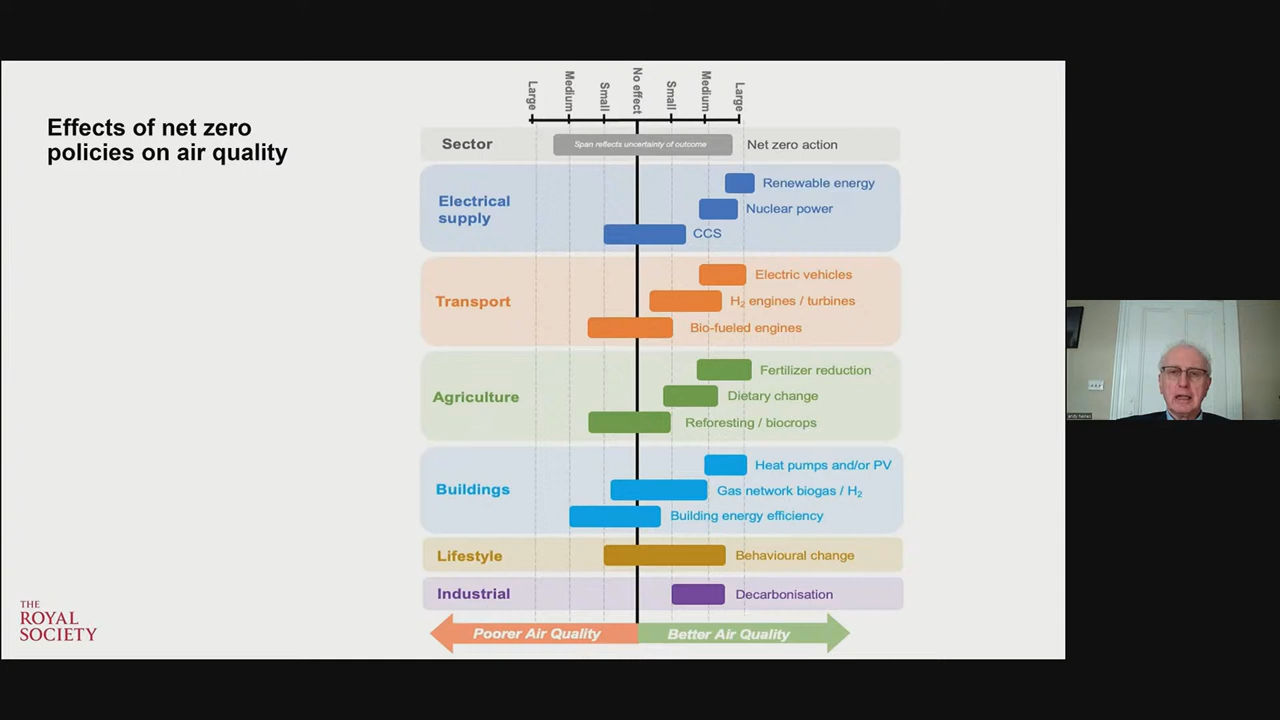 Effects of net zero
policies on air quality
Large
Medium
Small
No effect
Small
Medium
Large
Sector
Span reflects uncertainty of outcome
Net zero action
Electrical
supply
Renewable energy
Nuclear power
CCS
Transport
Electric vehicles
H₂ engines / turbines
Bio-fueled engines
Agriculture
Fertilizer reduction
Dietary change
Reforesting / biocrops
Buildings
Heat pumps and/or PV
Gas network biogas / H₂
Building energy efficiency
Lifestyle
Behavioural change
Industrial
Decarbonisation
Poorer Air Quality
Better Air Quality
THE
ROYAL
SOCIETY
andy haines